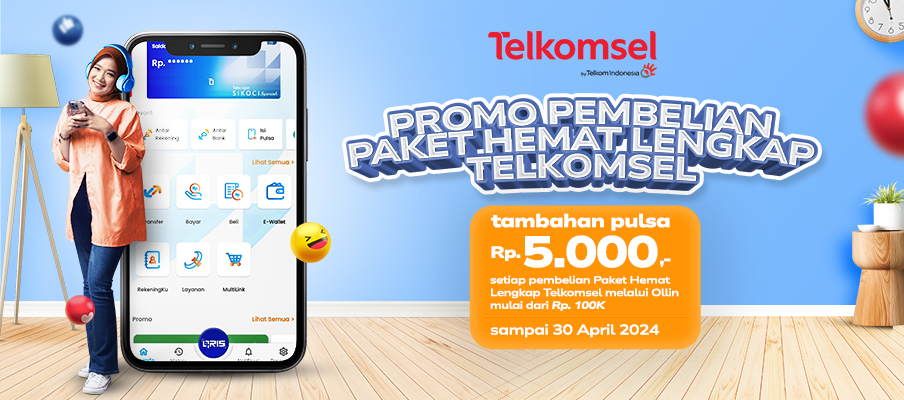 Telkomsel
by Telkom Indonesia
PROMO PEMBELIAN
PAKET HEMAT LENGKAP
TELKOMSEL
tambahan pulsa
Rp. 5.000,-
setiap pembelian Paket Hemat
Lengkap Telkomsel melalui Ollin
mulai dari Rp. 100K
sampai 30 April 2024
Saldo
Rp. ******
SIKOCI
Antar Rekening
Antar Bank
Isi Pulsa
Lihat Semua >
Bayar
Beli
E-Wallet
RekeningKu
Layanan
MultiLink
Promo
Lihat Semua >
QRIS